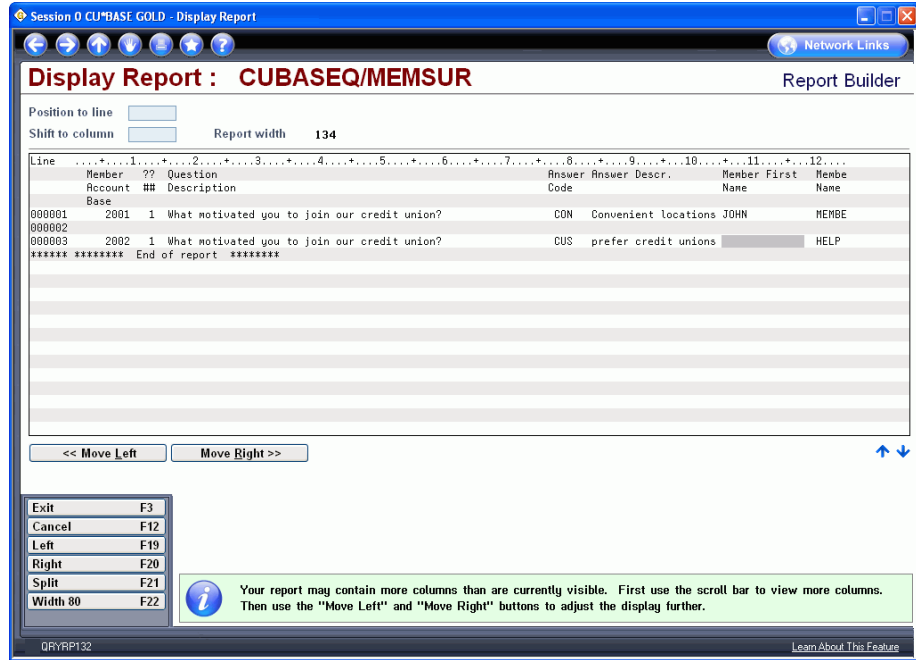 Session 0 CU*BASE GOLD - Display Report
Network Links
Display Report : CUBASEQ/MEMSUR
Report Builder
Position to line
Shift to column Report width 134
Line ....+....1....+....2....+....3....+....4....+....5....+....6....+....7....+....8....+....9....+...10....+...11....+...12....
Member ?? Question Answer Answer Descr. Member First Membe
Account ## Description Code Name Name
Base
000001 2001 1 What motivated you to join our credit union? CON Convenient locations JOHN MEMBE
000002
000003 2002 1 What motivated you to join our credit union? CUS prefer credit unions HELP
****** ******** End of report ********
<< Move Left Move Right >>
Exit F3
Cancel F12
Left F19
Right F20
Split F21
Width 80 F22
Your report may contain more columns than are currently visible. First use the scroll bar to view more columns.
Then use the "Move Left" and "Move Right" buttons to adjust the display further.
QRYRP132 Learn About This Feature